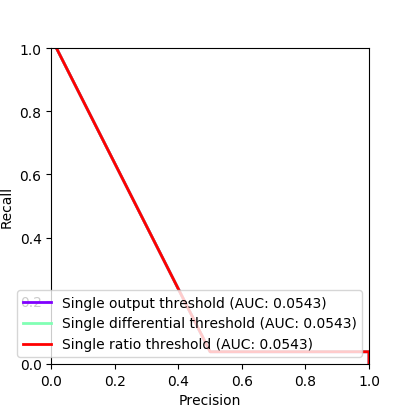 1.0
0.8
0.6
0.4
0.2
0.0
Recall
Single output threshold (AUC: 0.0543)
Single differential threshold (AUC: 0.0543)
Single ratio threshold (AUC: 0.0543)
0.0 0.2 0.4 0.6 0.8 1.0
Precision